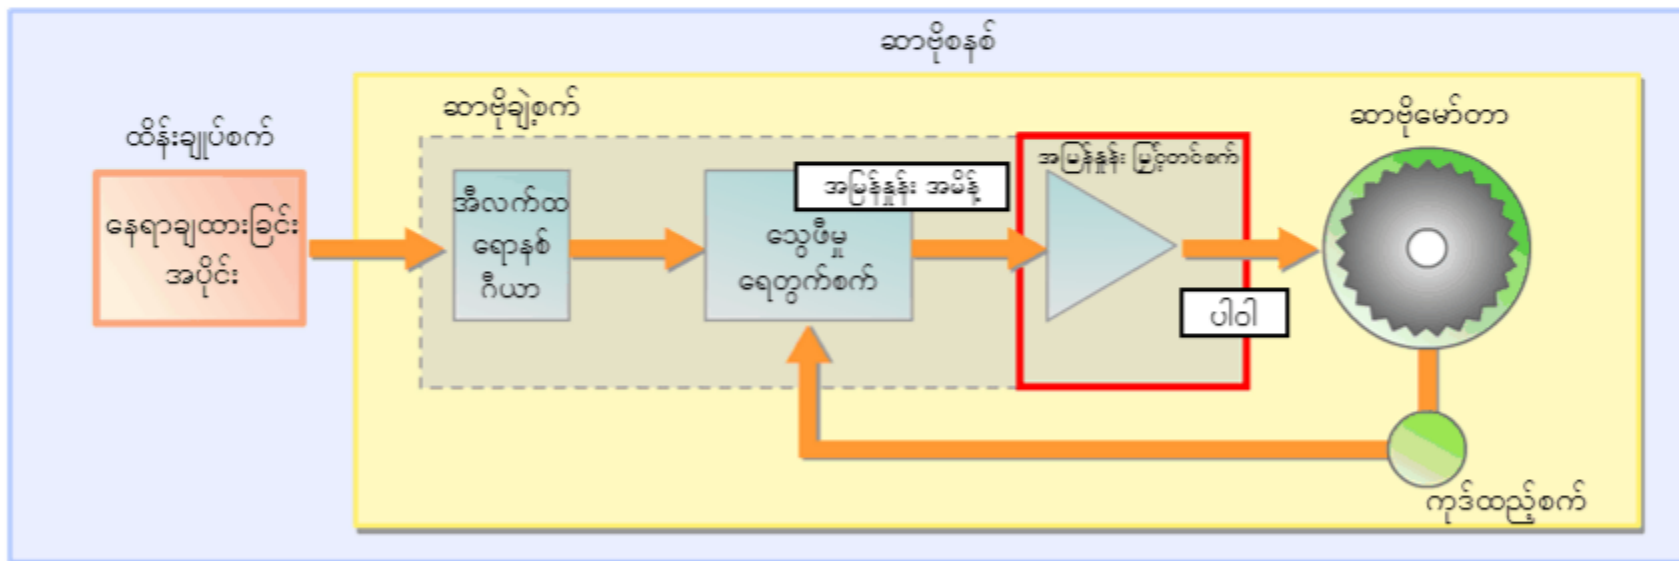 ဆာဗိုစနစ်
ဆာဗိုချဲ့စက်
ဆာဗိုမော်တာ
ထိန်းချုပ်စက်
အမြန်နှုန်း မြှင့်တင်စက်
နေရာချထားခြင်း
အပိုင်း
အီလက်ထ
ရောနစ်
ဂီယာ
အမြန်နှုန်း အမိန့်
သွေဖီမှု
ရေတွက်စက်
ပါဝါ
ကုဒ်ထည့်စက်